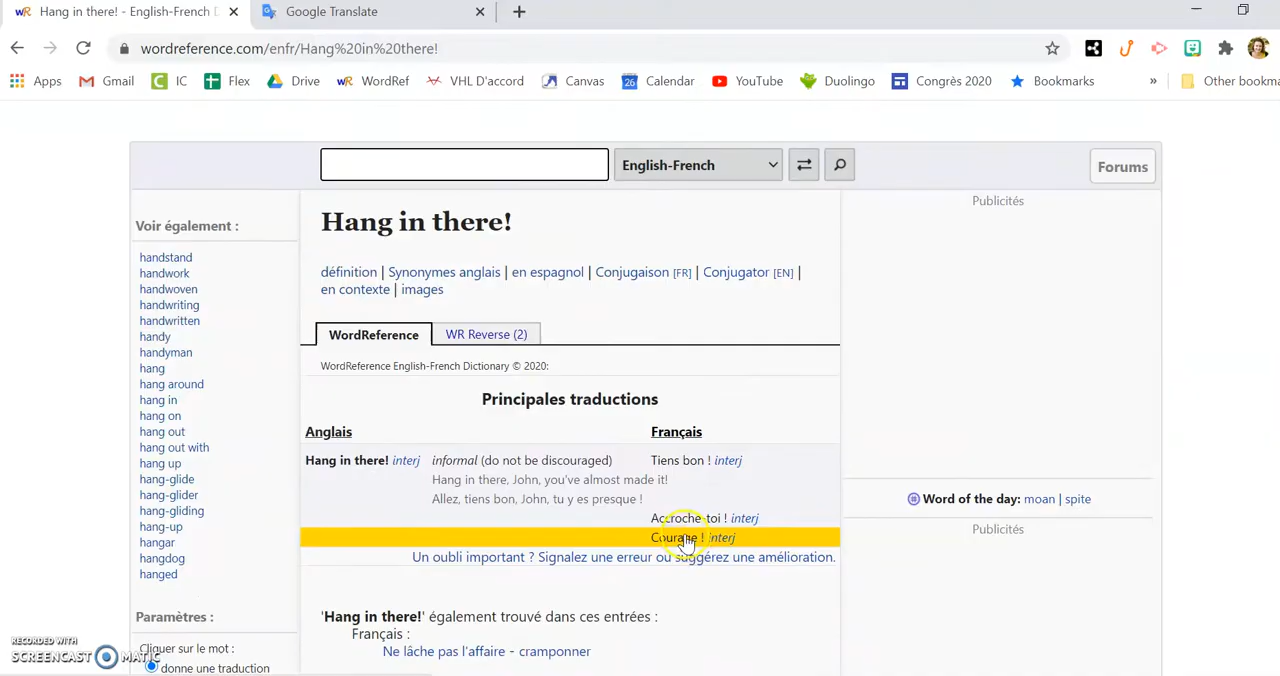 Hang in there! - English-French D
Google Translate
wordreference.com/enfr/Hang%20in%20there!
Apps Gmail IC Flex Drive WordRef VHL D'accord Canvas Calendar YouTube Duolingo Congrès 2020 Bookmarks » Other bookma
English-French
Forums
Voir également :
handstand
handwork
handwoven
handwriting
handwritten
handy
handyman
hang
hang around
hang in
hang on
hang out
hang out with
hang up
hang-glide
hang-glider
hang-gliding
hang-up
hangar
hangdog
hanged
Paramètres :
Cliquer sur le mot :
donne une traduction
Hang in there!
définition | Synonymes anglais | en espagnol | Conjugaison [FR] | Conjugator [EN] |
en contexte | images
WordReference
WR Reverse (2)
WordReference English-French Dictionary © 2020:
Principales traductions
Anglais Français
Hang in there! interj informal (do not be discouraged) Tiens bon ! interj
Hang in there, John, you've almost made it!
Allez, tiens bon, John, tu y es presque !
Accroche-toi ! interj
Courage ! interj
Un oubli important ? Signalez une erreur ou suggérez une amélioration.
'Hang in there!' également trouvé dans ces entrées :
Français :
Ne lâche pas l'affaire - cramponner
Publicités
Word of the day: moan | spite
Publicités
RECORDED WITH
SCREENCAST MATIC